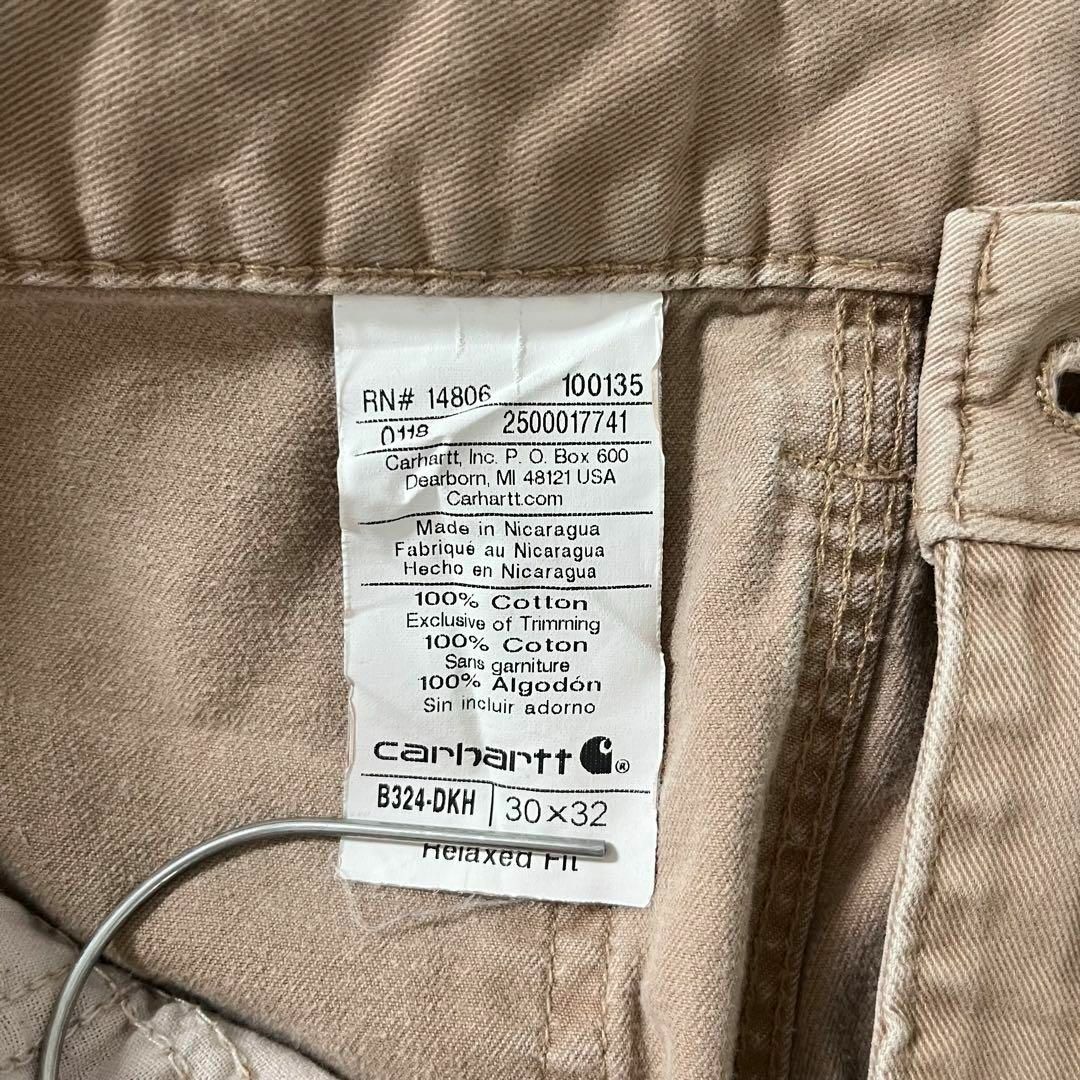 RN# 14806 100135
0118 2500017741
Carhartt, Inc. P. O. Box 600
Dearborn, MI 48121 USA
Carhartt.com
Made in Nicaragua
Fabriqué au Nicaragua
Hecho en Nicaragua
100% Cotton
Exclusive of Trimming
100% Coton
Sans garniture
100% Algodón
Sin incluir adorno
carhartt ®
B324-DKH 30×32
Relaxed Fit